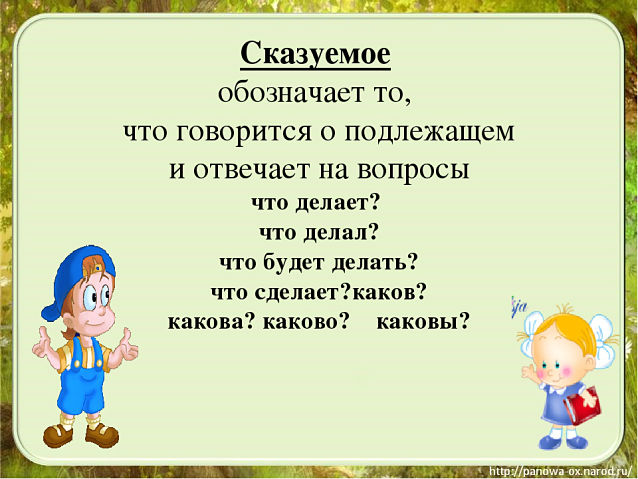 Сказуемое
обозначает то,
что говорится о подлежащем
и отвечает на вопросы
что делает?
что делал?
что будет делать?
что сделает?каков?
какова? каково? каковы?
http://panowa-ox.narod.ru/